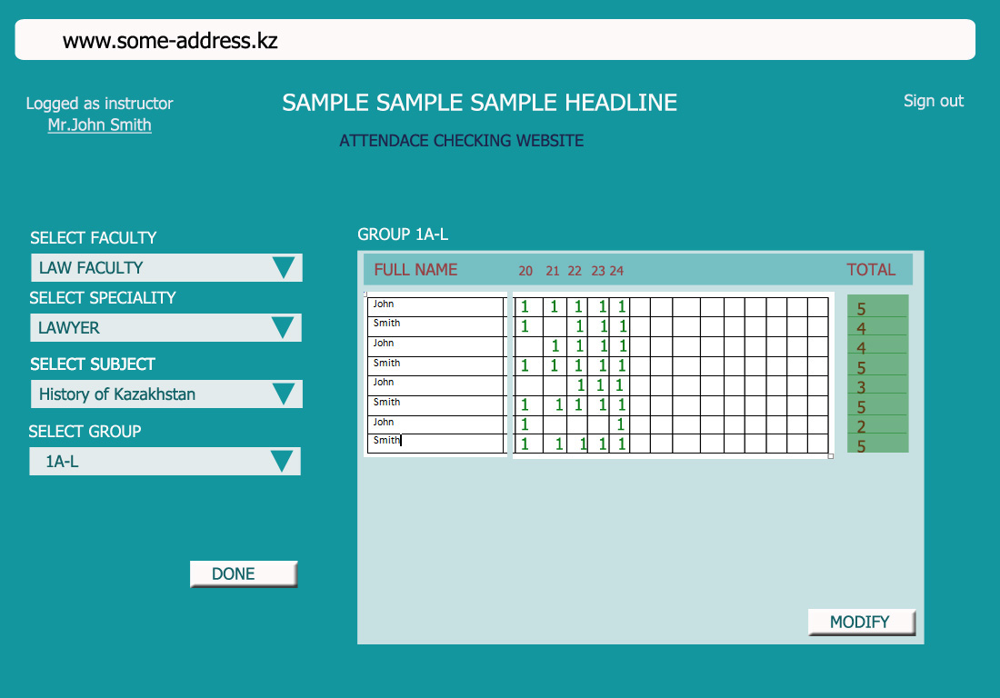 www.some-address.kz
Logged as instructor
Mr.John Smith
SAMPLE SAMPLE SAMPLE HEADLINE
Sign out
ATTENDACE CHECKING WEBSITE
SELECT FACULTY
LAW FACULTY
SELECT SPECIALITY
LAWYER
SELECT SUBJECT
History of Kazakhstan
SELECT GROUP
1A-L
DONE
GROUP 1A-L
FULL NAME 20 21 22 23 24 TOTAL
John 1 1 1 1 1 5
Smith 1 1 1 1 4
John 1 1 1 1 4
Smith 1 1 1 1 1 5
John 1 1 1 3
Smith 1 1 1 1 1 5
John 1 1 2
Smith 1 1 1 1 1 5
MODIFY